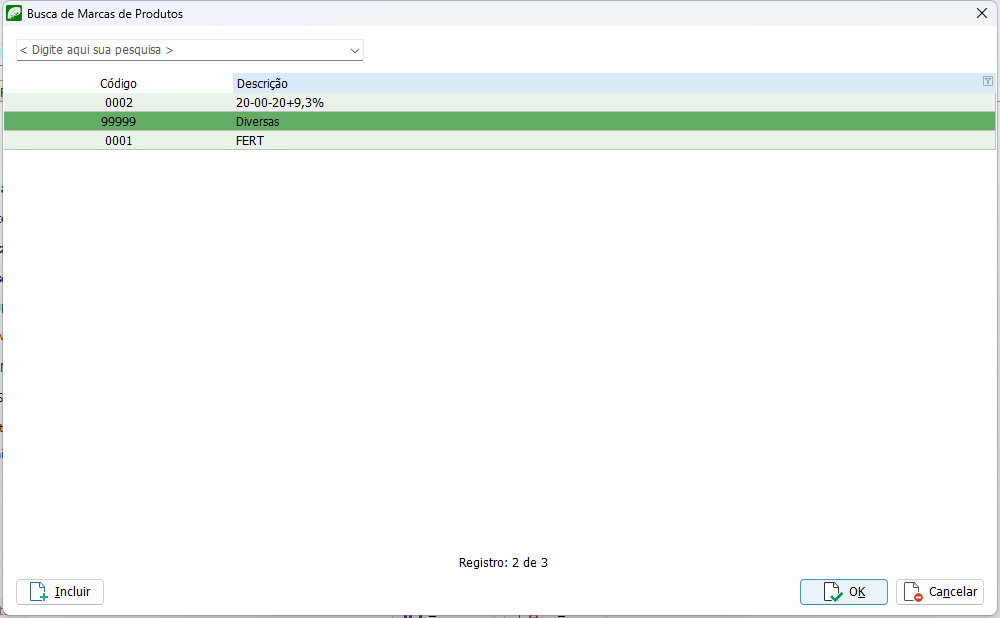 Busca de Marcas de Produtos
< Digite aqui sua pesquisa >
Código Descrição
0002 20-00-20+9,3%
99999 Diversas
0001 FERT
Registro: 2 de 3
Incluir OK Cancelar